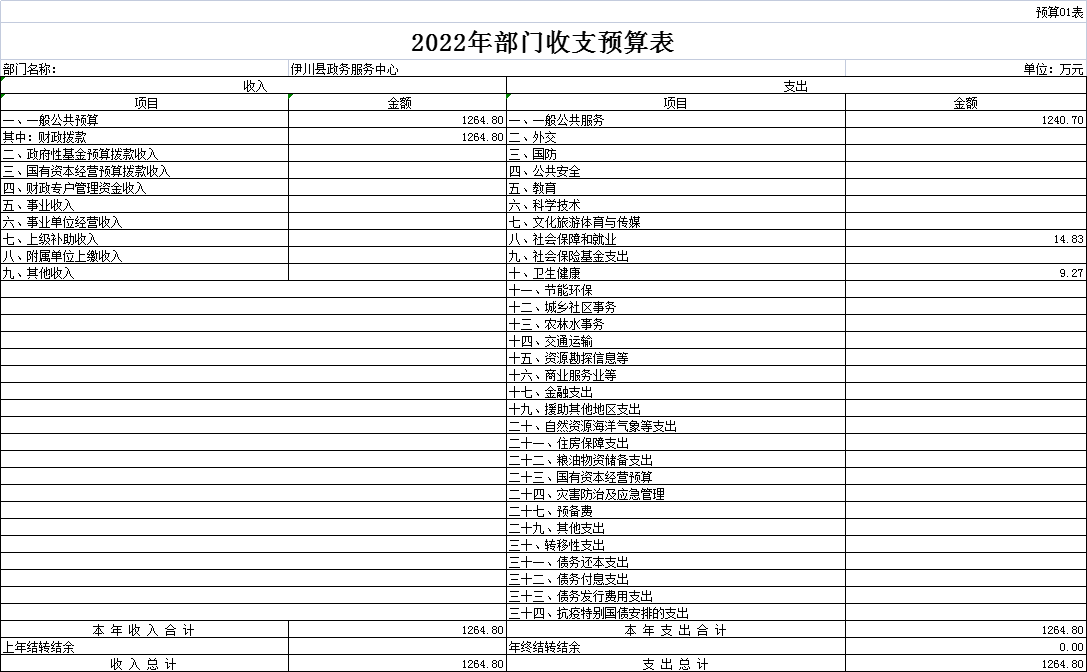 预算01表
2022年部门收支预算表
部门名称： 伊川县政务服务中心 单位：万元
收入 支出
项目 金额 项目 金额
一、一般公共预算 1264.80 一、一般公共服务 1240.70
其中：财政拨款 1264.80 二、外交
二、政府性基金预算拨款收入 三、国防
三、国有资本经营预算拨款收入 四、公共安全
四、财政专户管理资金收入 五、教育
五、事业收入 六、科学技术
六、事业单位经营收入 七、文化旅游体育与传媒
七、上级补助收入 八、社会保障和就业 14.83
八、附属单位上缴收入 九、社会保险基金支出
九、其他收入 十、卫生健康 9.27
十一、节能环保
十二、城乡社区事务
十三、农林水事务
十四、交通运输
十五、资源勘探信息等
十六、商业服务业等
十七、金融支出
十九、援助其他地区支出
二十、自然资源海洋气象等支出
二十一、住房保障支出
二十二、粮油物资储备支出
二十三、国有资本经营预算
二十四、灾害防治及应急管理
二十七、预备费
二十九、其他支出
三十、转移性支出
三十一、债务还本支出
三十二、债务付息支出
三十三、债务发行费用支出
三十四、抗疫特别国债安排的支出
本年收入合计 1264.80 本年支出合计 1264.80
上年结转结余 年终结转结余 0.00
收入总计 1264.80 支出总计 1264.80